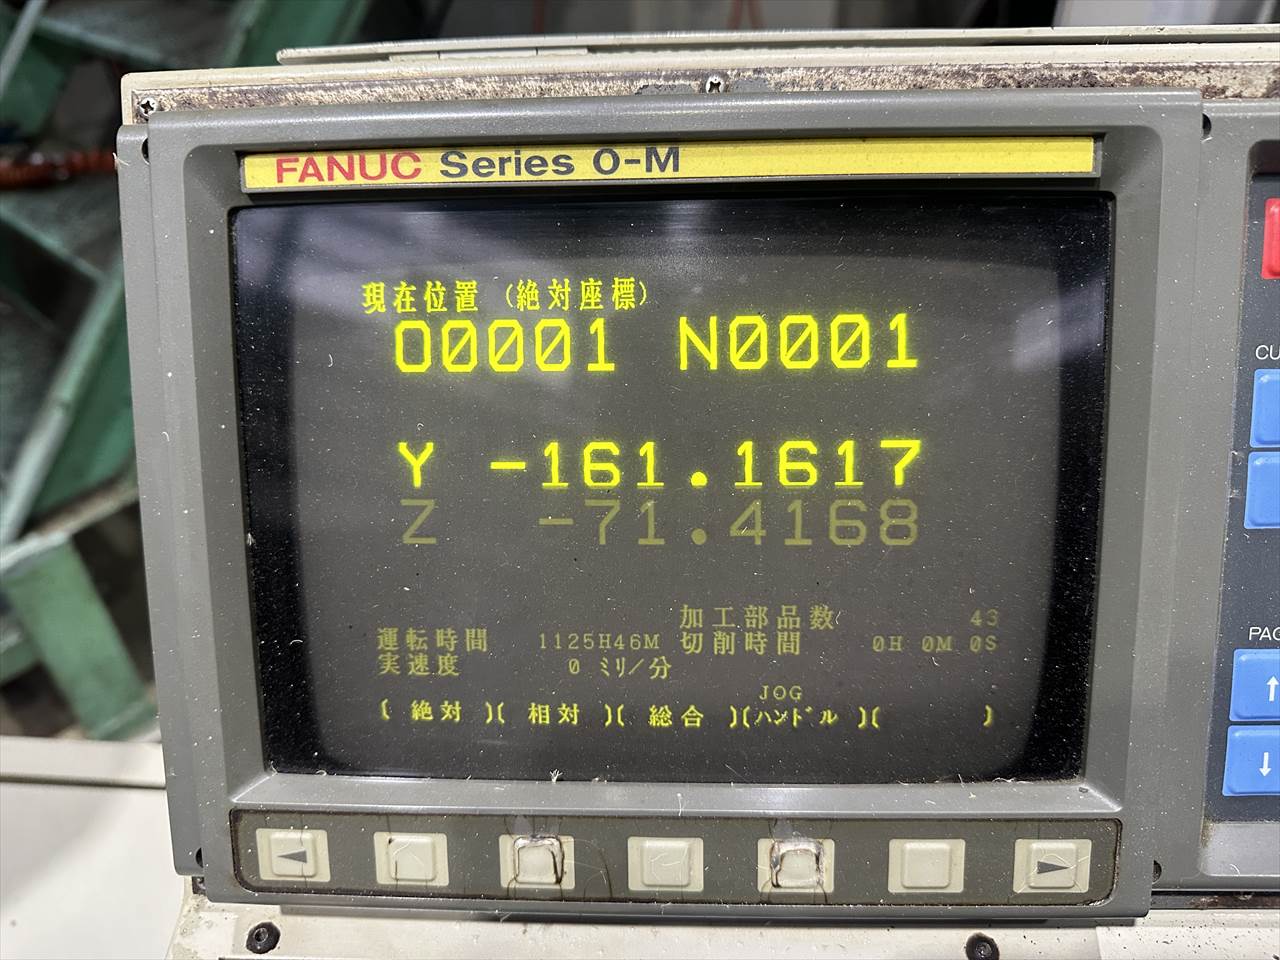 FANUC Series O-M
現在位置 (絶対座標)
O0001 N0001
Y -161.1617
Z -71.4168
加工部品数 43
運転時間 1125H46M 切削時間 0H 0M 0S
実速度 0 ミリ/分
JOG
[ 絶対 ][ 相対 ][ 総合 ][ハンドル ][ ]
CU
PAG
↑
↓